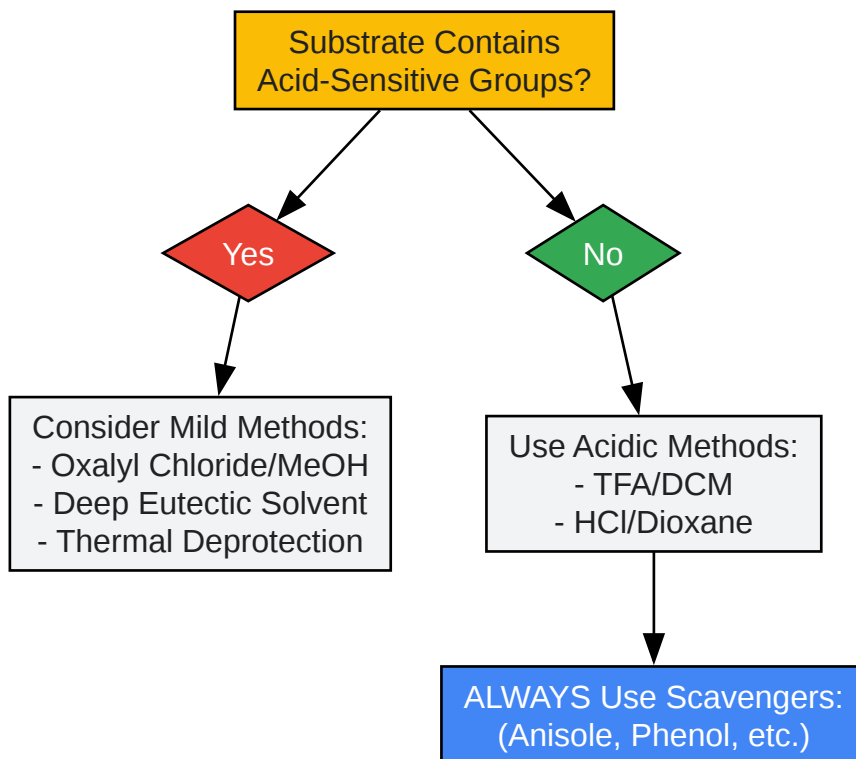 Substrate Contains
Acid-Sensitive Groups?
Yes
No
Consider Mild Methods:
- Oxalyl Chloride/MeOH
- Deep Eutectic Solvent
- Thermal Deprotection
Use Acidic Methods:
- TFA/DCM
- HCl/Dioxane
ALWAYS Use Scavengers:
(Anisole, Phenol, etc.)